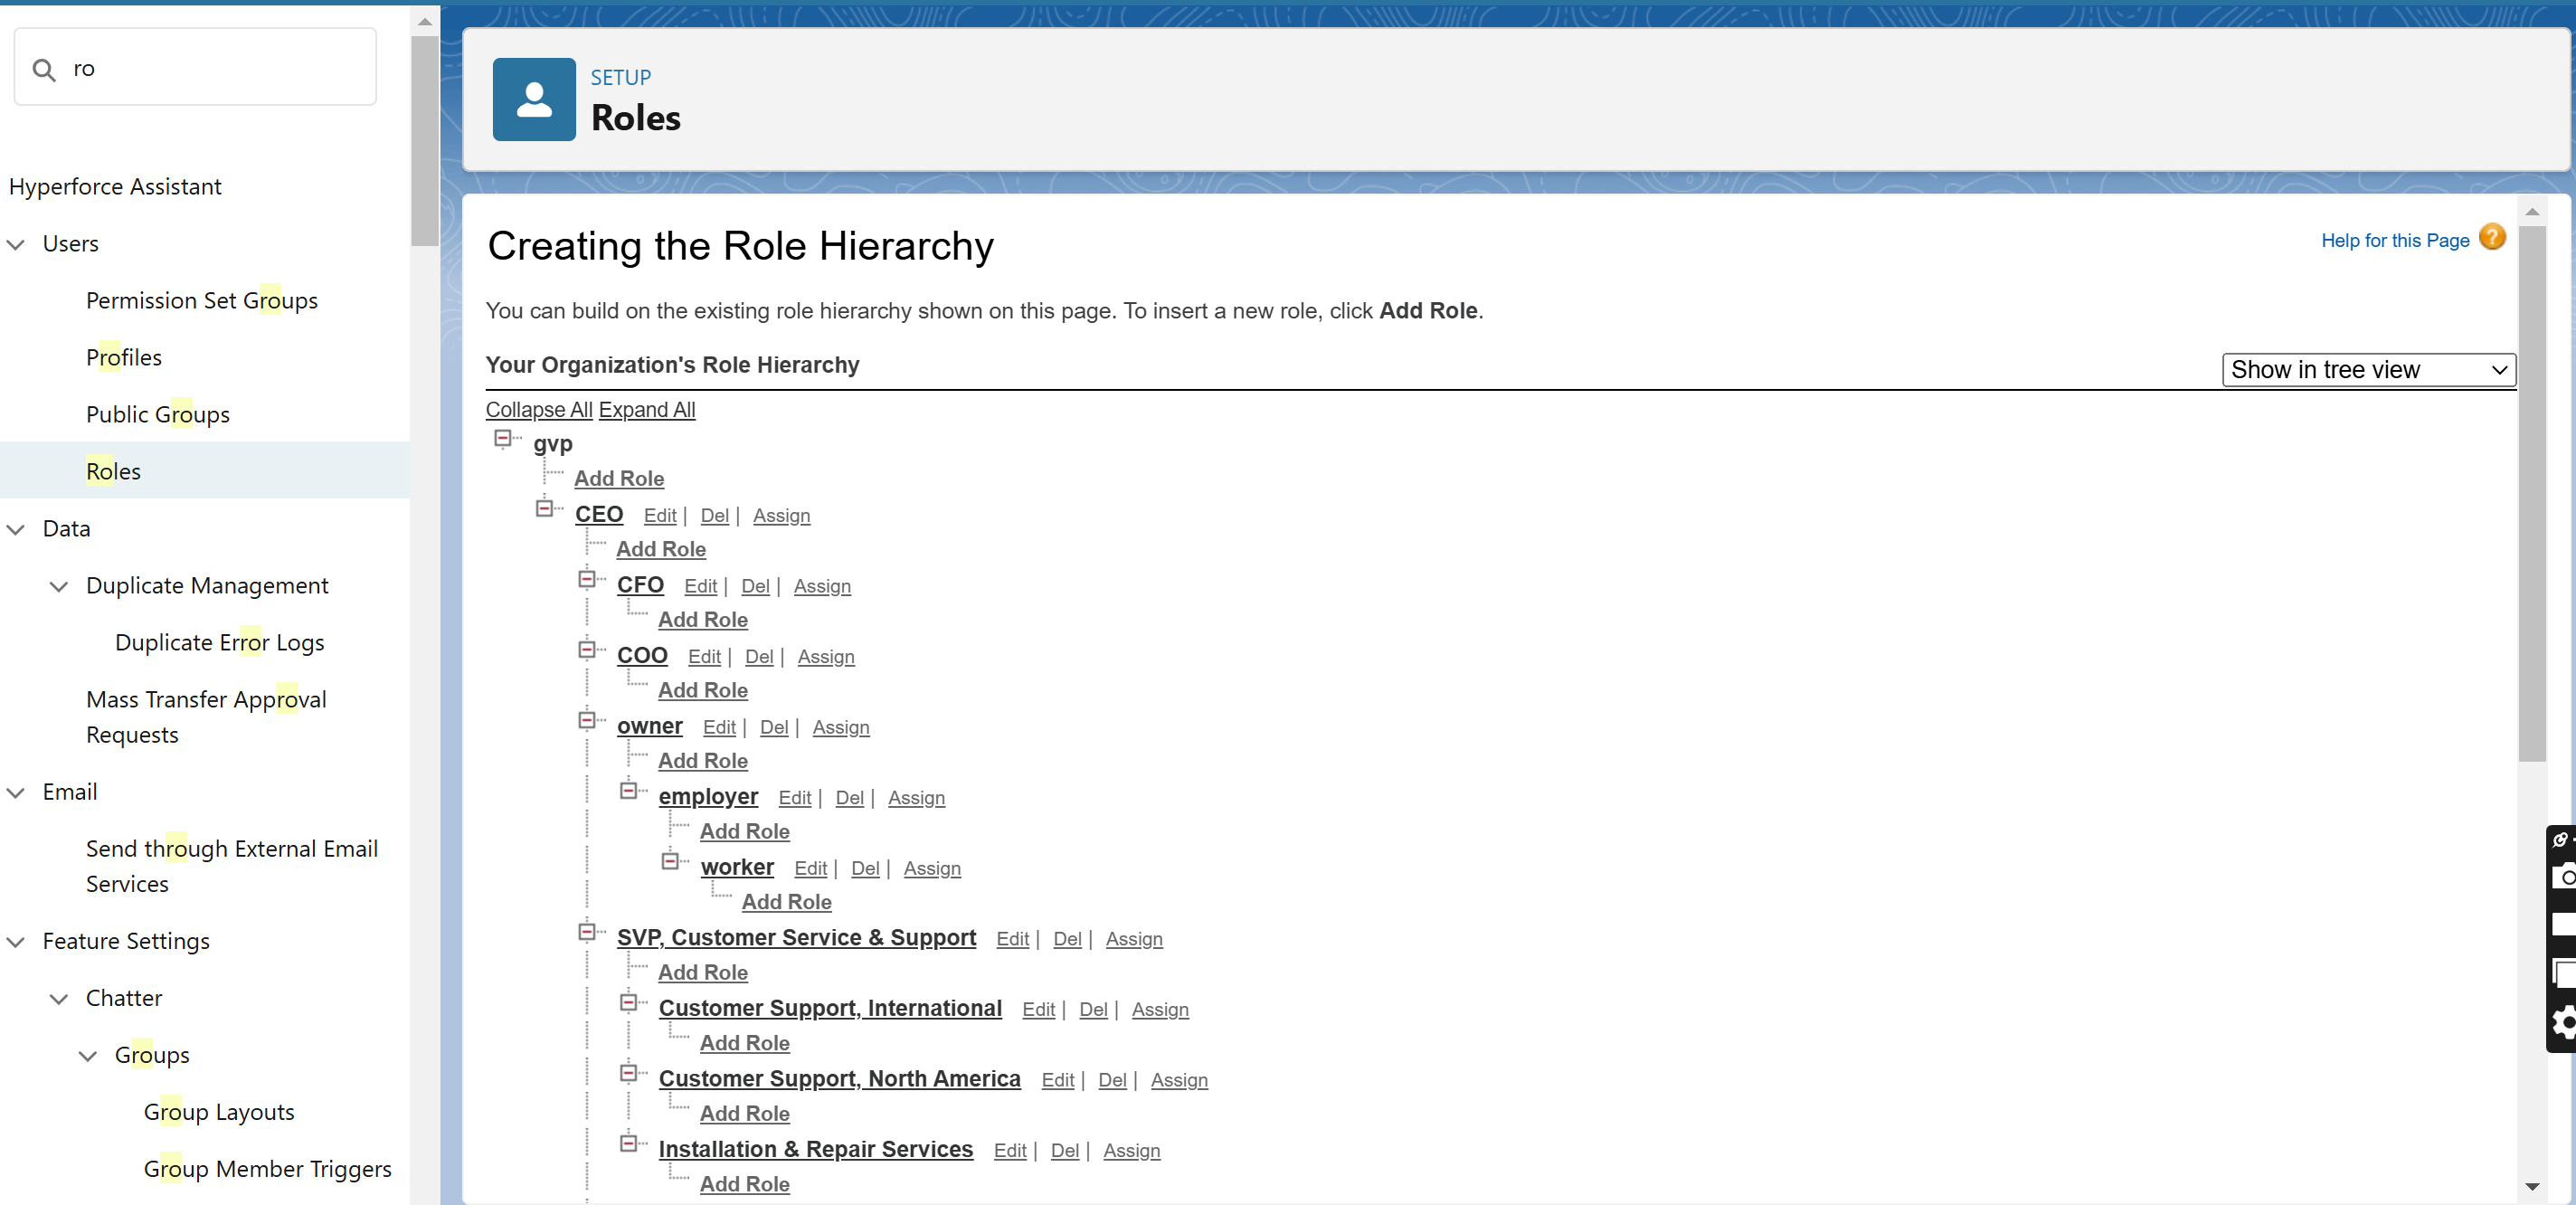 ro
Hyperforce Assistant
Users
Permission Set Groups
Profiles
Public Groups
Roles
Data
Duplicate Management
Duplicate Error Logs
Mass Transfer Approval
Requests
Email
Send through External Email
Services
Feature Settings
Chatter
Groups
Group Layouts
Group Member Triggers
SETUP
Roles
Creating the Role Hierarchy
Help for this Page ?
You can build on the existing role hierarchy shown on this page. To insert a new role, click Add Role.
Your Organization's Role Hierarchy
Show in tree view
Collapse All Expand All
gvp
Add Role
CEO Edit | Del | Assign
Add Role
CFO Edit | Del | Assign
Add Role
COO Edit | Del | Assign
Add Role
owner Edit | Del | Assign
Add Role
employer Edit | Del | Assign
Add Role
worker Edit | Del | Assign
Add Role
SVP, Customer Service & Support Edit | Del | Assign
Add Role
Customer Support, International Edit | Del | Assign
Add Role
Customer Support, North America Edit | Del | Assign
Add Role
Installation & Repair Services Edit | Del | Assign
Add Role